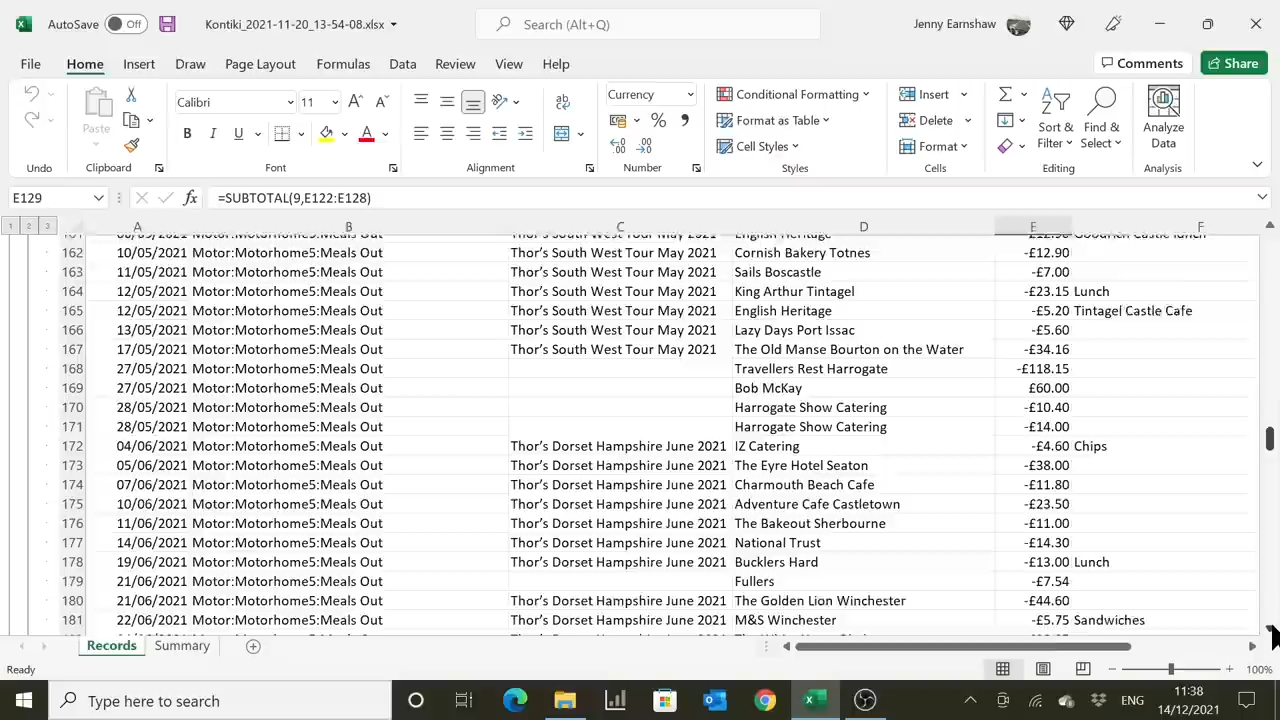 AutoSave Off Kontiki_2021-11-20_13-54-08.xlsx Search (Alt+Q) Jenny Earnshaw
File Home Insert Draw Page Layout Formulas Data Review View Help Comments Share
Calibri 11 Currency Conditional Formatting Insert
Paste Format as Table Delete Sort & Filter Find & Select Analyze Data
B I U Cell Styles Format
Undo Clipboard Font Alignment Number Styles Cells Editing Analysis
E129 fx =SUBTOTAL(9,E122:E128)
1 2 3 A B C D E F
162 10/05/2021 Motor:Motorhome5:Meals Out Thor's South West Tour May 2021 Cornish Bakery Totnes -£12.90
163 11/05/2021 Motor:Motorhome5:Meals Out Thor's South West Tour May 2021 Sails Boscastle -£7.00
164 12/05/2021 Motor:Motorhome5:Meals Out Thor's South West Tour May 2021 King Arthur Tintagel -£23.15 Lunch
165 12/05/2021 Motor:Motorhome5:Meals Out Thor's South West Tour May 2021 English Heritage -£5.20 Tintagel Castle Cafe
166 13/05/2021 Motor:Motorhome5:Meals Out Thor's South West Tour May 2021 Lazy Days Port Issac -£5.60
167 17/05/2021 Motor:Motorhome5:Meals Out Thor's South West Tour May 2021 The Old Manse Bourton on the Water -£34.16
168 27/05/2021 Motor:Motorhome5:Meals Out Travellers Rest Harrogate -£118.15
169 27/05/2021 Motor:Motorhome5:Meals Out Bob McKay £60.00
170 28/05/2021 Motor:Motorhome5:Meals Out Harrogate Show Catering -£10.40
171 28/05/2021 Motor:Motorhome5:Meals Out Harrogate Show Catering -£14.00
172 04/06/2021 Motor:Motorhome5:Meals Out Thor's Dorset Hampshire June 2021 IZ Catering -£4.60 Chips
173 05/06/2021 Motor:Motorhome5:Meals Out Thor's Dorset Hampshire June 2021 The Eyre Hotel Seaton -£38.00
174 07/06/2021 Motor:Motorhome5:Meals Out Thor's Dorset Hampshire June 2021 Charmouth Beach Cafe -£11.80
175 10/06/2021 Motor:Motorhome5:Meals Out Thor's Dorset Hampshire June 2021 Adventure Cafe Castletown -£23.50
176 11/06/2021 Motor:Motorhome5:Meals Out Thor's Dorset Hampshire June 2021 The Bakeout Sherbourne -£11.00
177 14/06/2021 Motor:Motorhome5:Meals Out Thor's Dorset Hampshire June 2021 National Trust -£14.30
178 19/06/2021 Motor:Motorhome5:Meals Out Thor's Dorset Hampshire June 2021 Bucklers Hard -£13.00 Lunch
179 21/06/2021 Motor:Motorhome5:Meals Out Fullers -£7.54
180 21/06/2021 Motor:Motorhome5:Meals Out Thor's Dorset Hampshire June 2021 The Golden Lion Winchester -£44.60
181 22/06/2021 Motor:Motorhome5:Meals Out Thor's Dorset Hampshire June 2021 M&S Winchester -£5.75 Sandwiches
Records Summary
Ready 100%
Type here to search ENG 11:38
14/12/2021